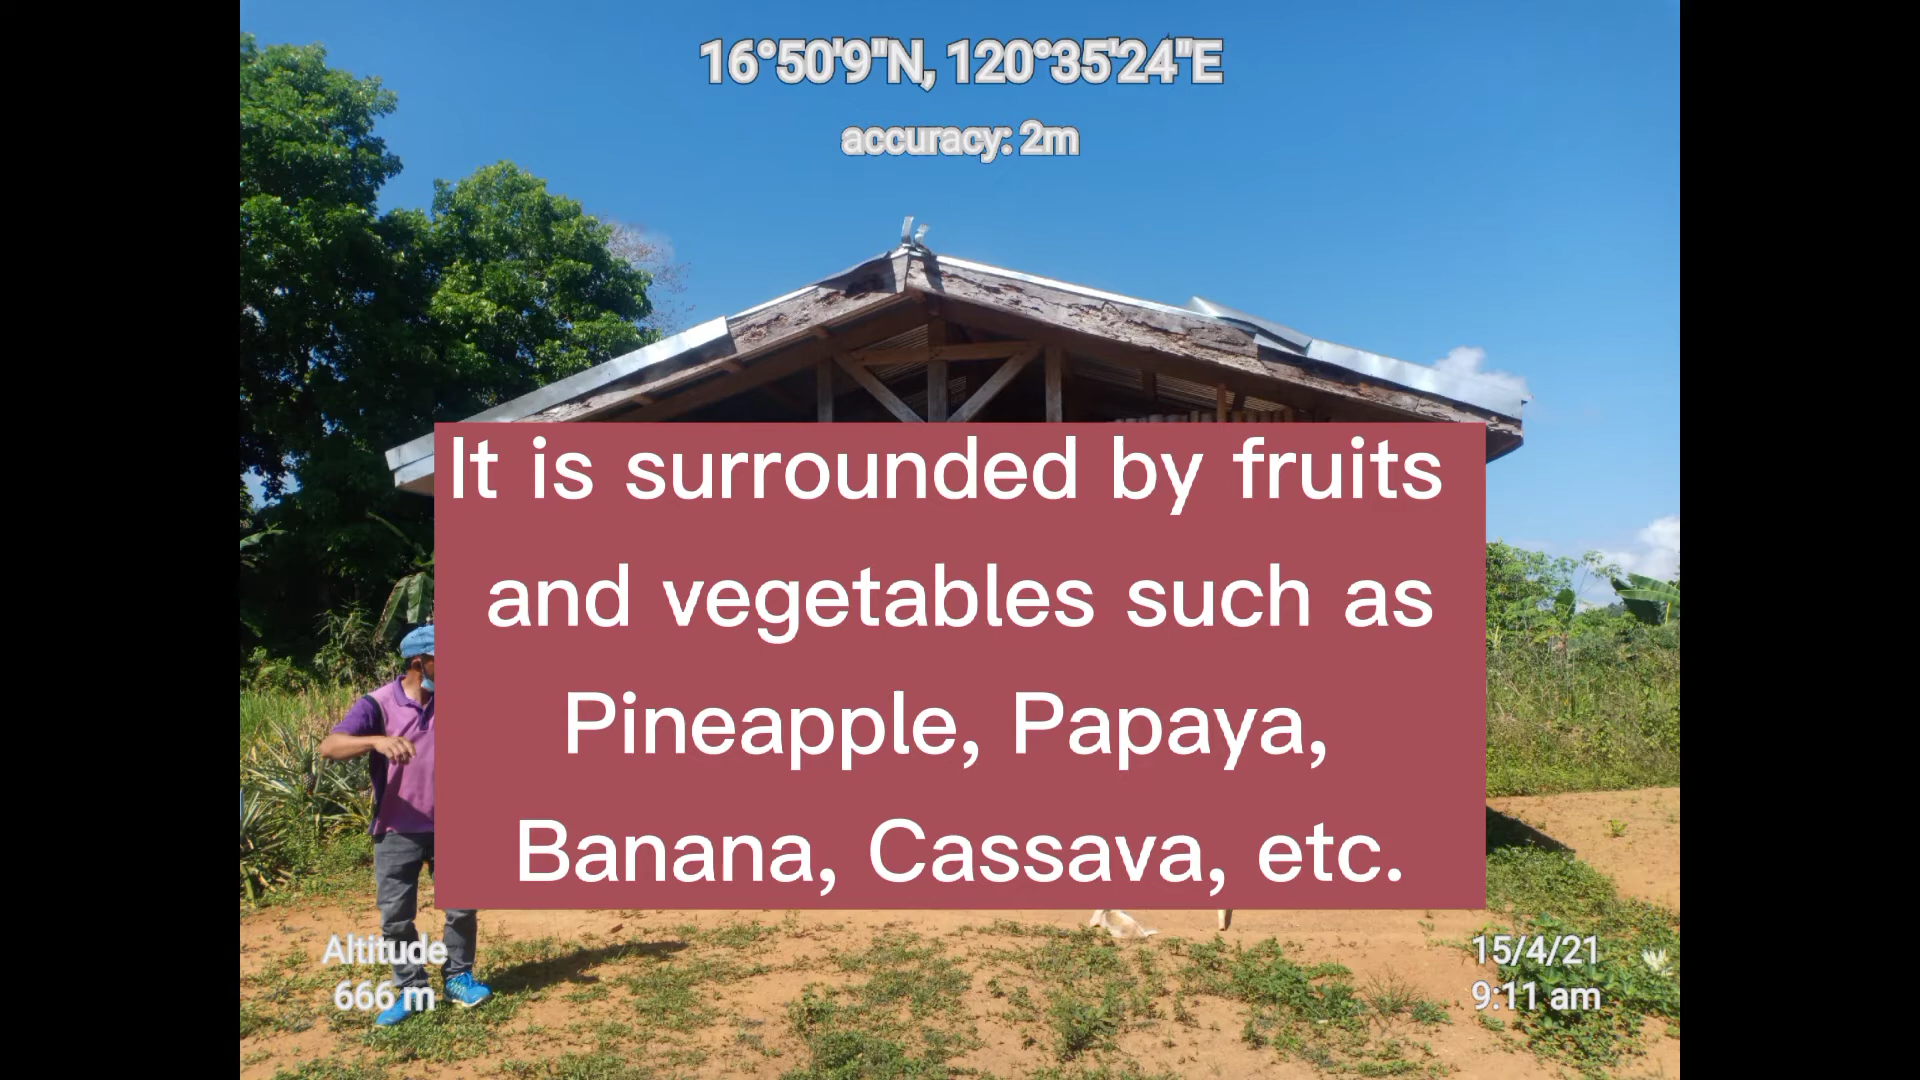 16°50'9"N, 120°35'24"E
accuracy: 2m
It is surrounded by fruits
and vegetables such as
Pineapple, Papaya,
Banana, Cassava, etc.
Altitude
666 m
15/4/21
9:11 am